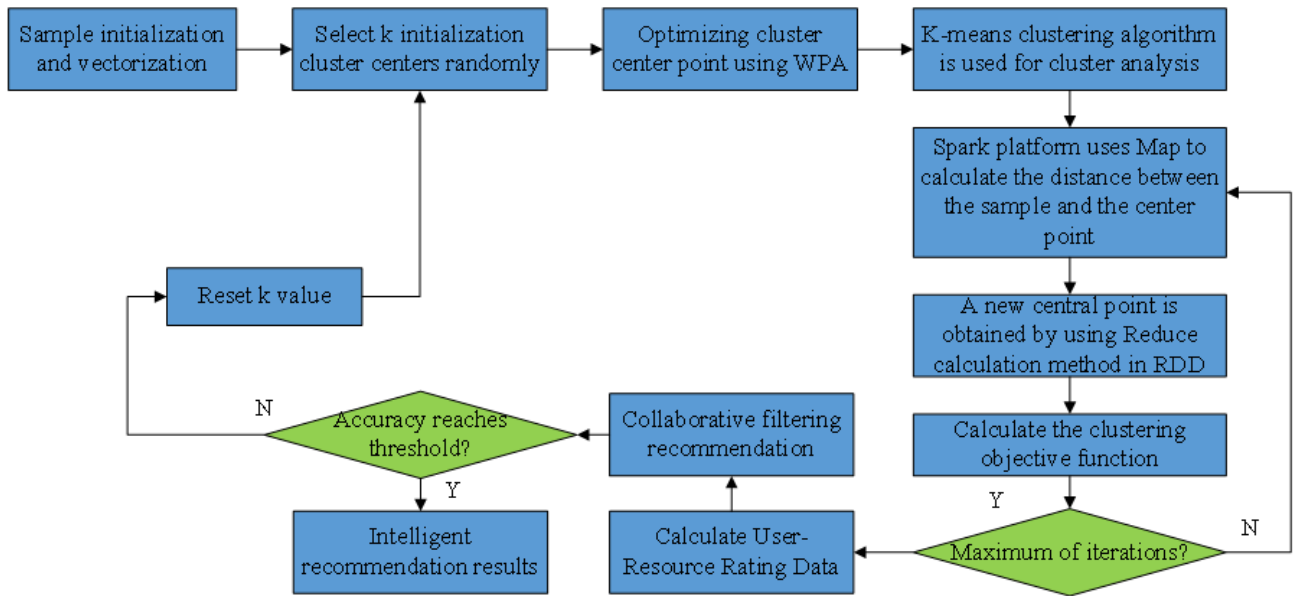 Sample initialization
and vectorization
Select k initialization
cluster centers randomly
Optimizing cluster
center point using WPA
K-means clustering algorithm
is used for cluster analysis
Spark platform uses Map to
calculate the distance between
the sample and the center
point
A new central point is
obtained by using Reduce
calculation method in RDD
Calculate the clustering
objective function
Maximum of iterations?
Y
N
Calculate User-
Resource Rating Data
Collaborative filtering
recommendation
Accuracy reaches
threshold?
N
Y
Reset k value
Intelligent
recommendation results